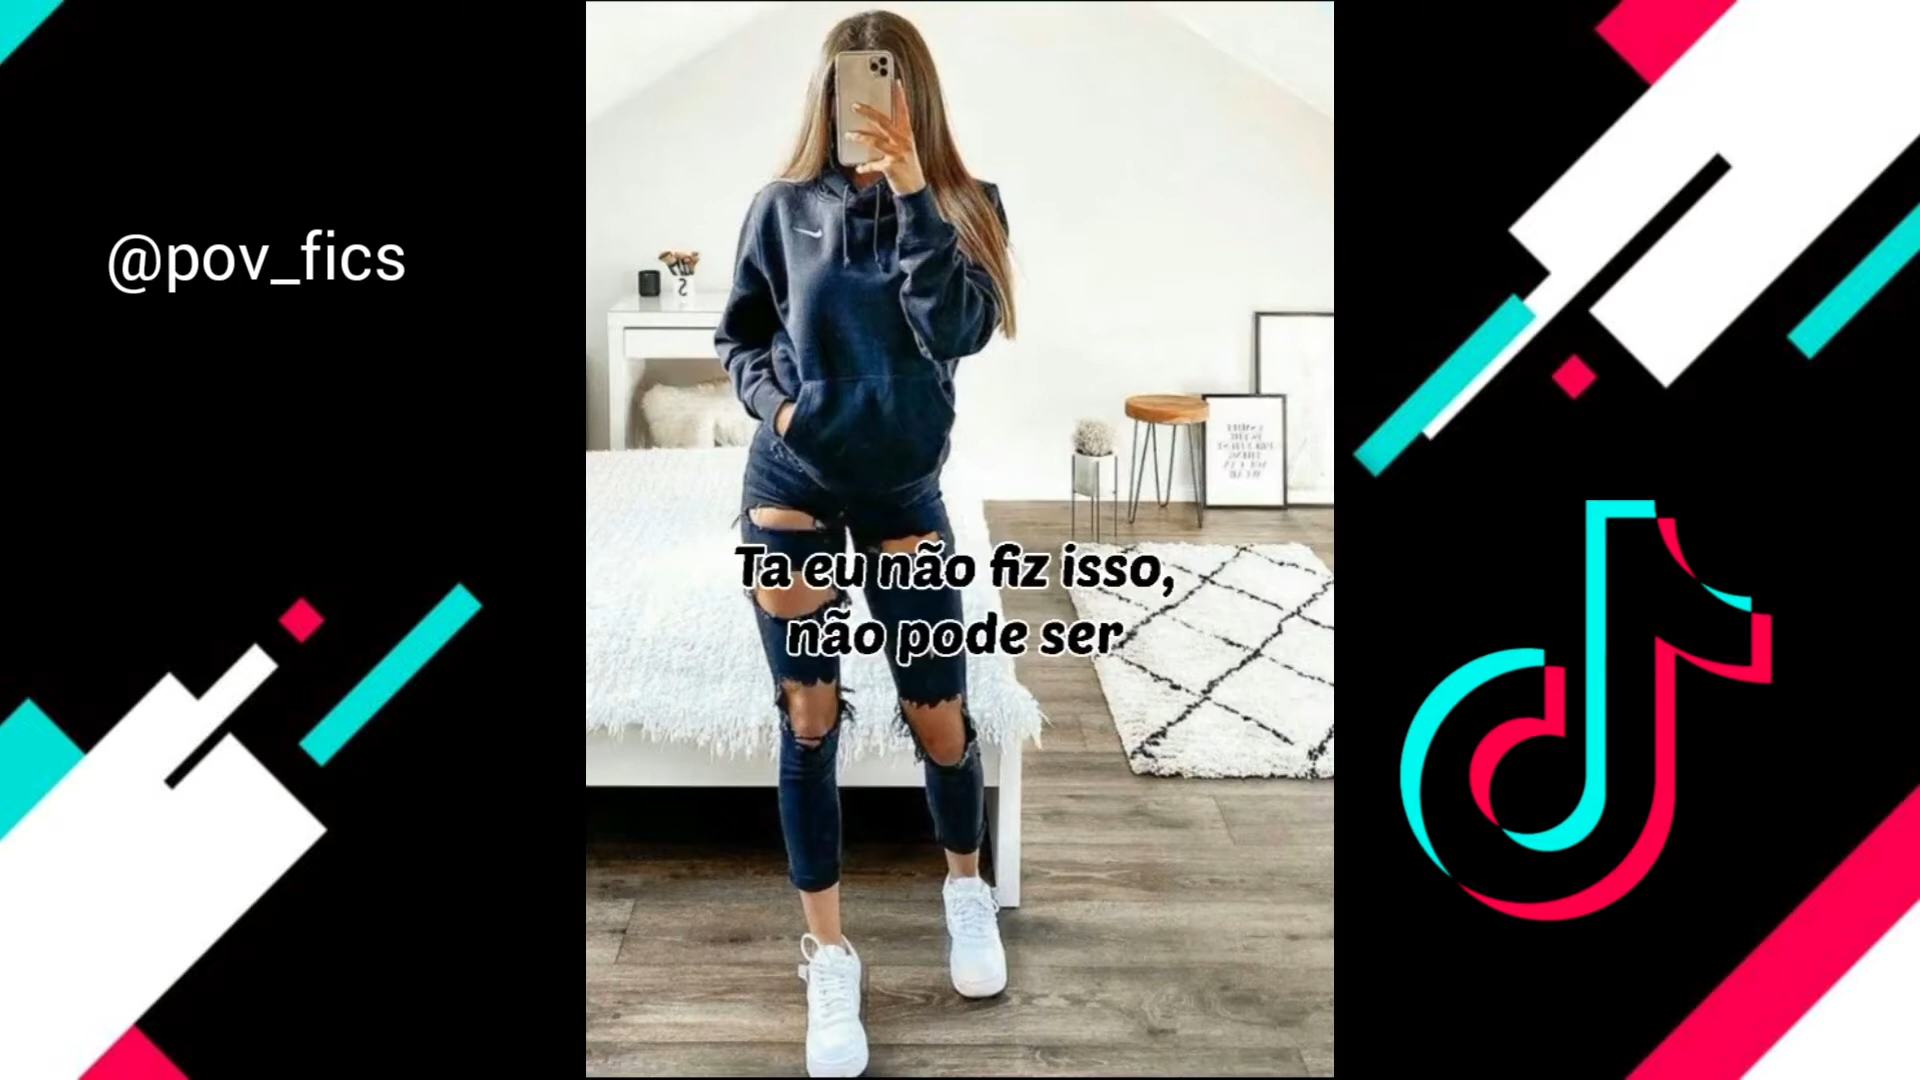 @pov_fics
Ta eu não fiz isso,
não pode ser